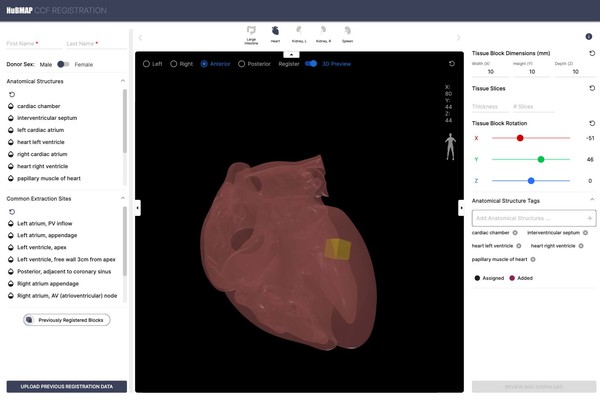 HuBMAP CCF REGISTRATION
Large Intestine
Heart
Kidney, L
Kidney, R
Spleen
First Name *
Last Name *
Donor Sex: Male Female
Anatomical Structures
cardiac chamber
interventricular septum
left cardiac atrium
heart left ventricle
right cardiac atrium
heart right ventricle
papillary muscle of heart
Common Extraction Sites
Left atrium, PV inflow
Left atrium, appendage
Left ventricle, apex
Left ventricle, free wall 3cm from apex
Posterior, adjacent to coronary sinus
Right atrium appendage
Right atrium, AV (atrioventricular) node
Previously Registered Blocks
UPLOAD PREVIOUS REGISTRATION DATA
Left Right Anterior Posterior Register 3D Preview
X:
80
Y:
44
Z:
44
Tissue Block Dimensions (mm)
Width (X) Height (Y) Depth (Z)
10 10 10
Tissue Slices
Thickness # Slices
Tissue Block Rotation
X -51
Y 46
Z 0
Anatomical Structure Tags
Add Anatomical Structures ... +
cardiac chamber interventricular septum
heart left ventricle heart right ventricle
papillary muscle of heart
Assigned Added
REVIEW AND DOWNLOAD